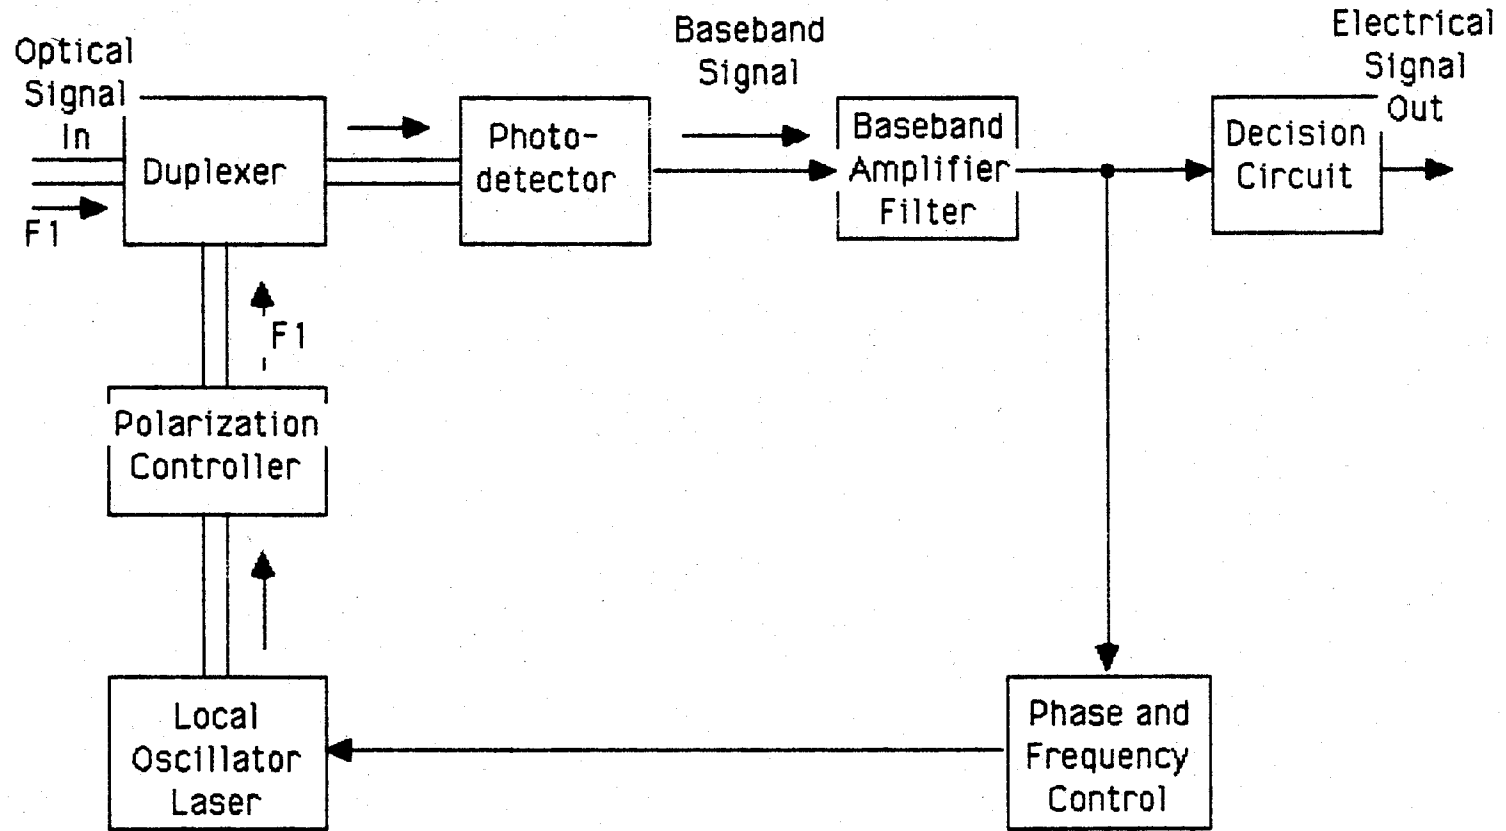 Optical
Signal
In
F1
Duplexer
Photo-
detector
Baseband
Signal
Baseband
Amplifier
Filter
Decision
Circuit
Electrical
Signal
Out
F1
Polarization
Controller
Local
Oscillator
Laser
Phase and
Frequency
Control